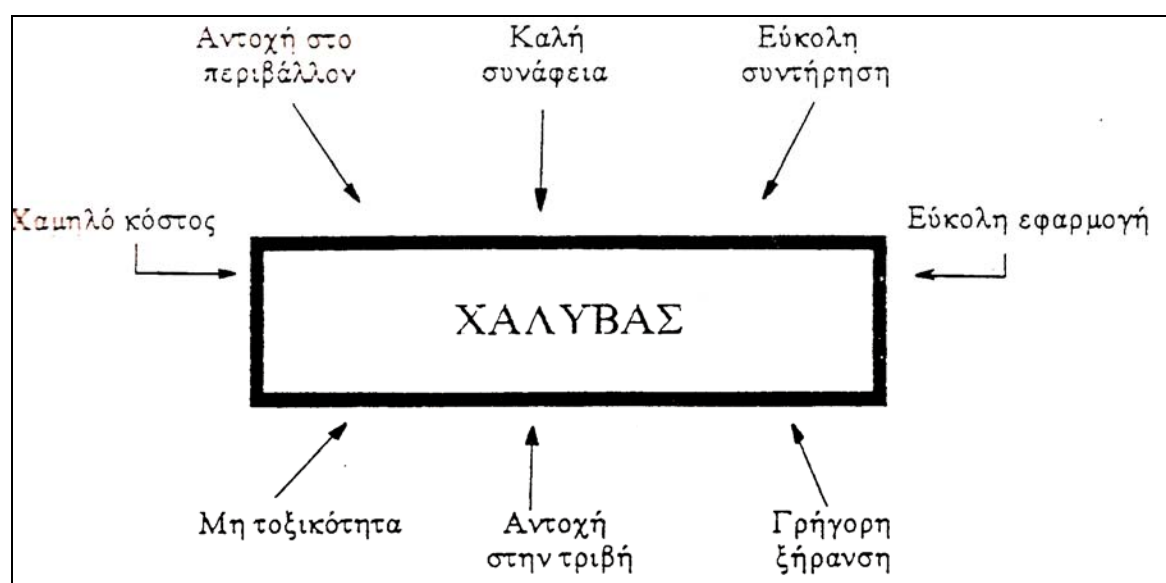 Αντοχή στο
περιβάλλον
Καλή
συνάφεια
Εύκολη
συντήρηση
Χαμηλό κόστος
Εύκολη εφαρμογή
ΧΑΛΥΒΑΣ
Μη τοξικότητα
Αντοχή
στην τριβή
Γρήγορη
ξήρανση